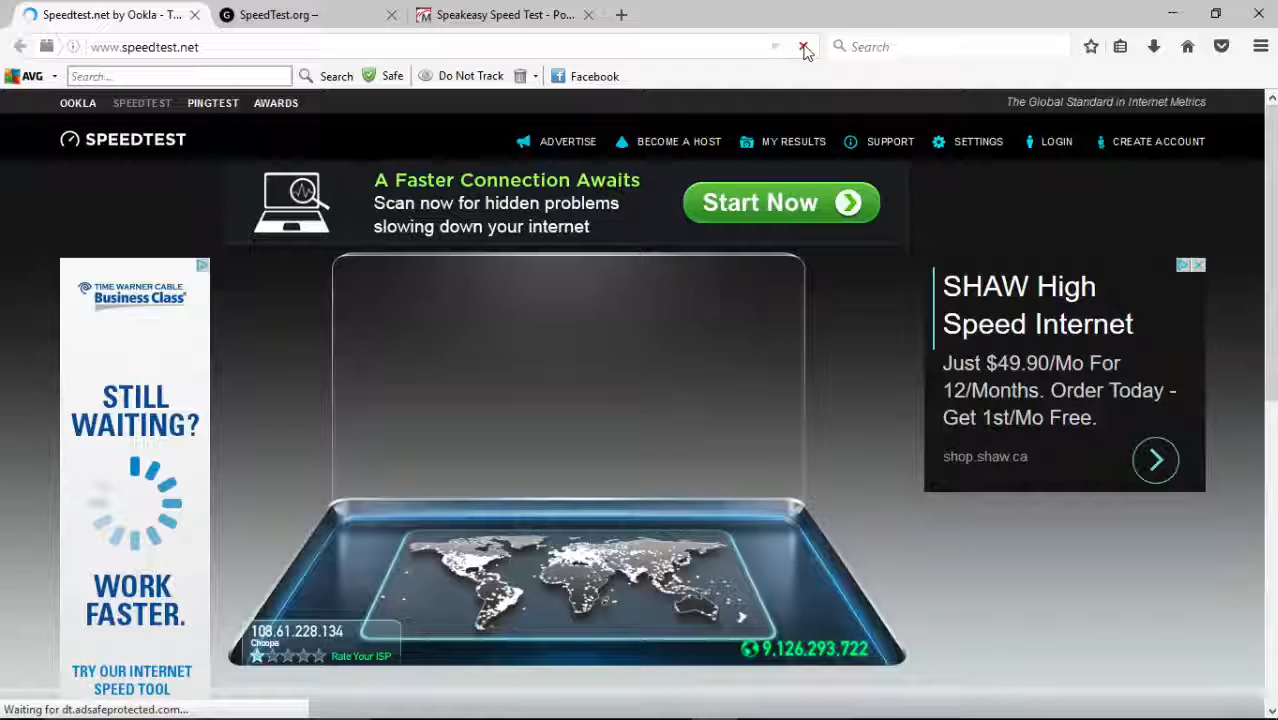 Speedtest.net by Ookla - T...
SpeedTest.org –
Speakeasy Speed Test - Po...
www.speedtest.net
Search
AVG
Search...
Search
Safe
Do Not Track
Facebook
OOKLA SPEEDTEST PINGTEST AWARDS
The Global Standard in Internet Metrics
SPEEDTEST
ADVERTISE BECOME A HOST MY RESULTS SUPPORT SETTINGS LOGIN CREATE ACCOUNT
A Faster Connection Awaits
Scan now for hidden problems
slowing down your internet
Start Now
TIME WARNER CABLE
Business Class
STILL
WAITING?
WORK
FASTER.
TRY OUR INTERNET
SPEED TOOL
SHAW High
Speed Internet
Just $49.90/Mo For
12/Months. Order Today -
Get 1st/Mo Free.
shop.shaw.ca
108.61.228.134
Choopa
Rate Your ISP
9,126,293,722
Waiting for dt.adsafeprotected.com...